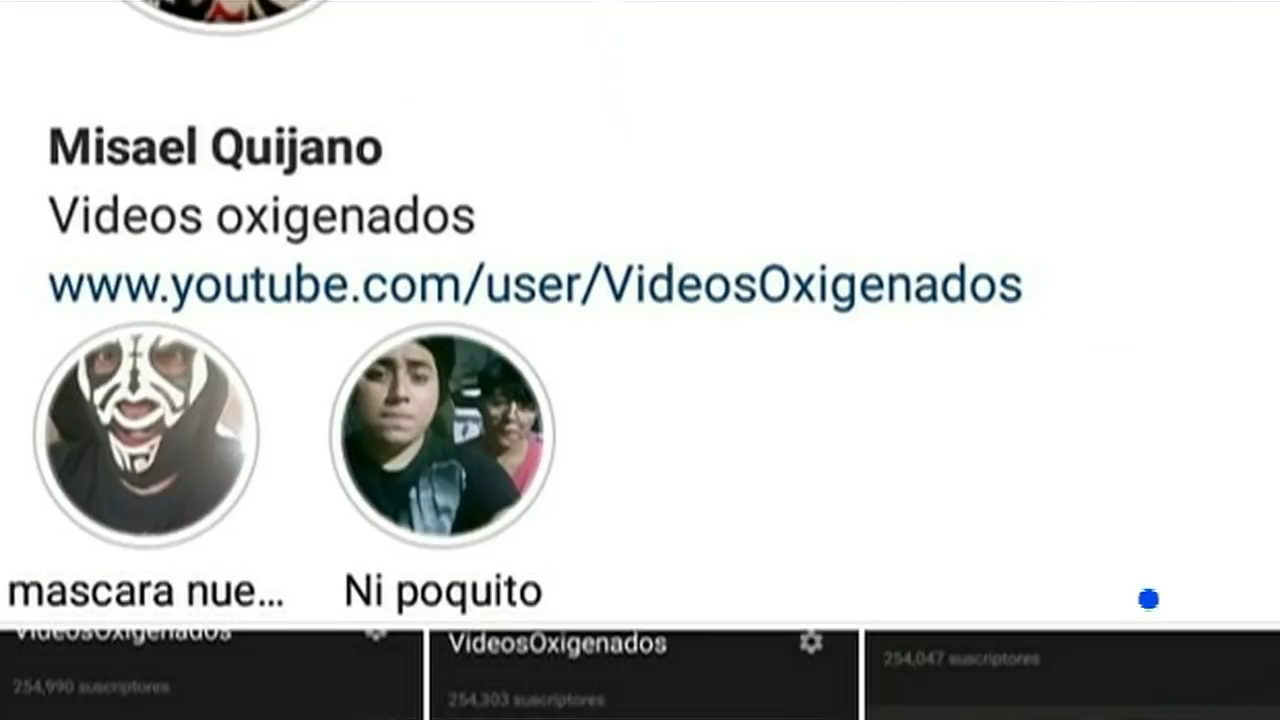 Misael Quijano
Videos oxigenados
www.youtube.com/user/VideosOxigenados
mascara nue... Ni poquito
VideosOxigenados
VideosOxigenados
254,990 suscriptores
254,303 suscriptores
254,047 suscriptores